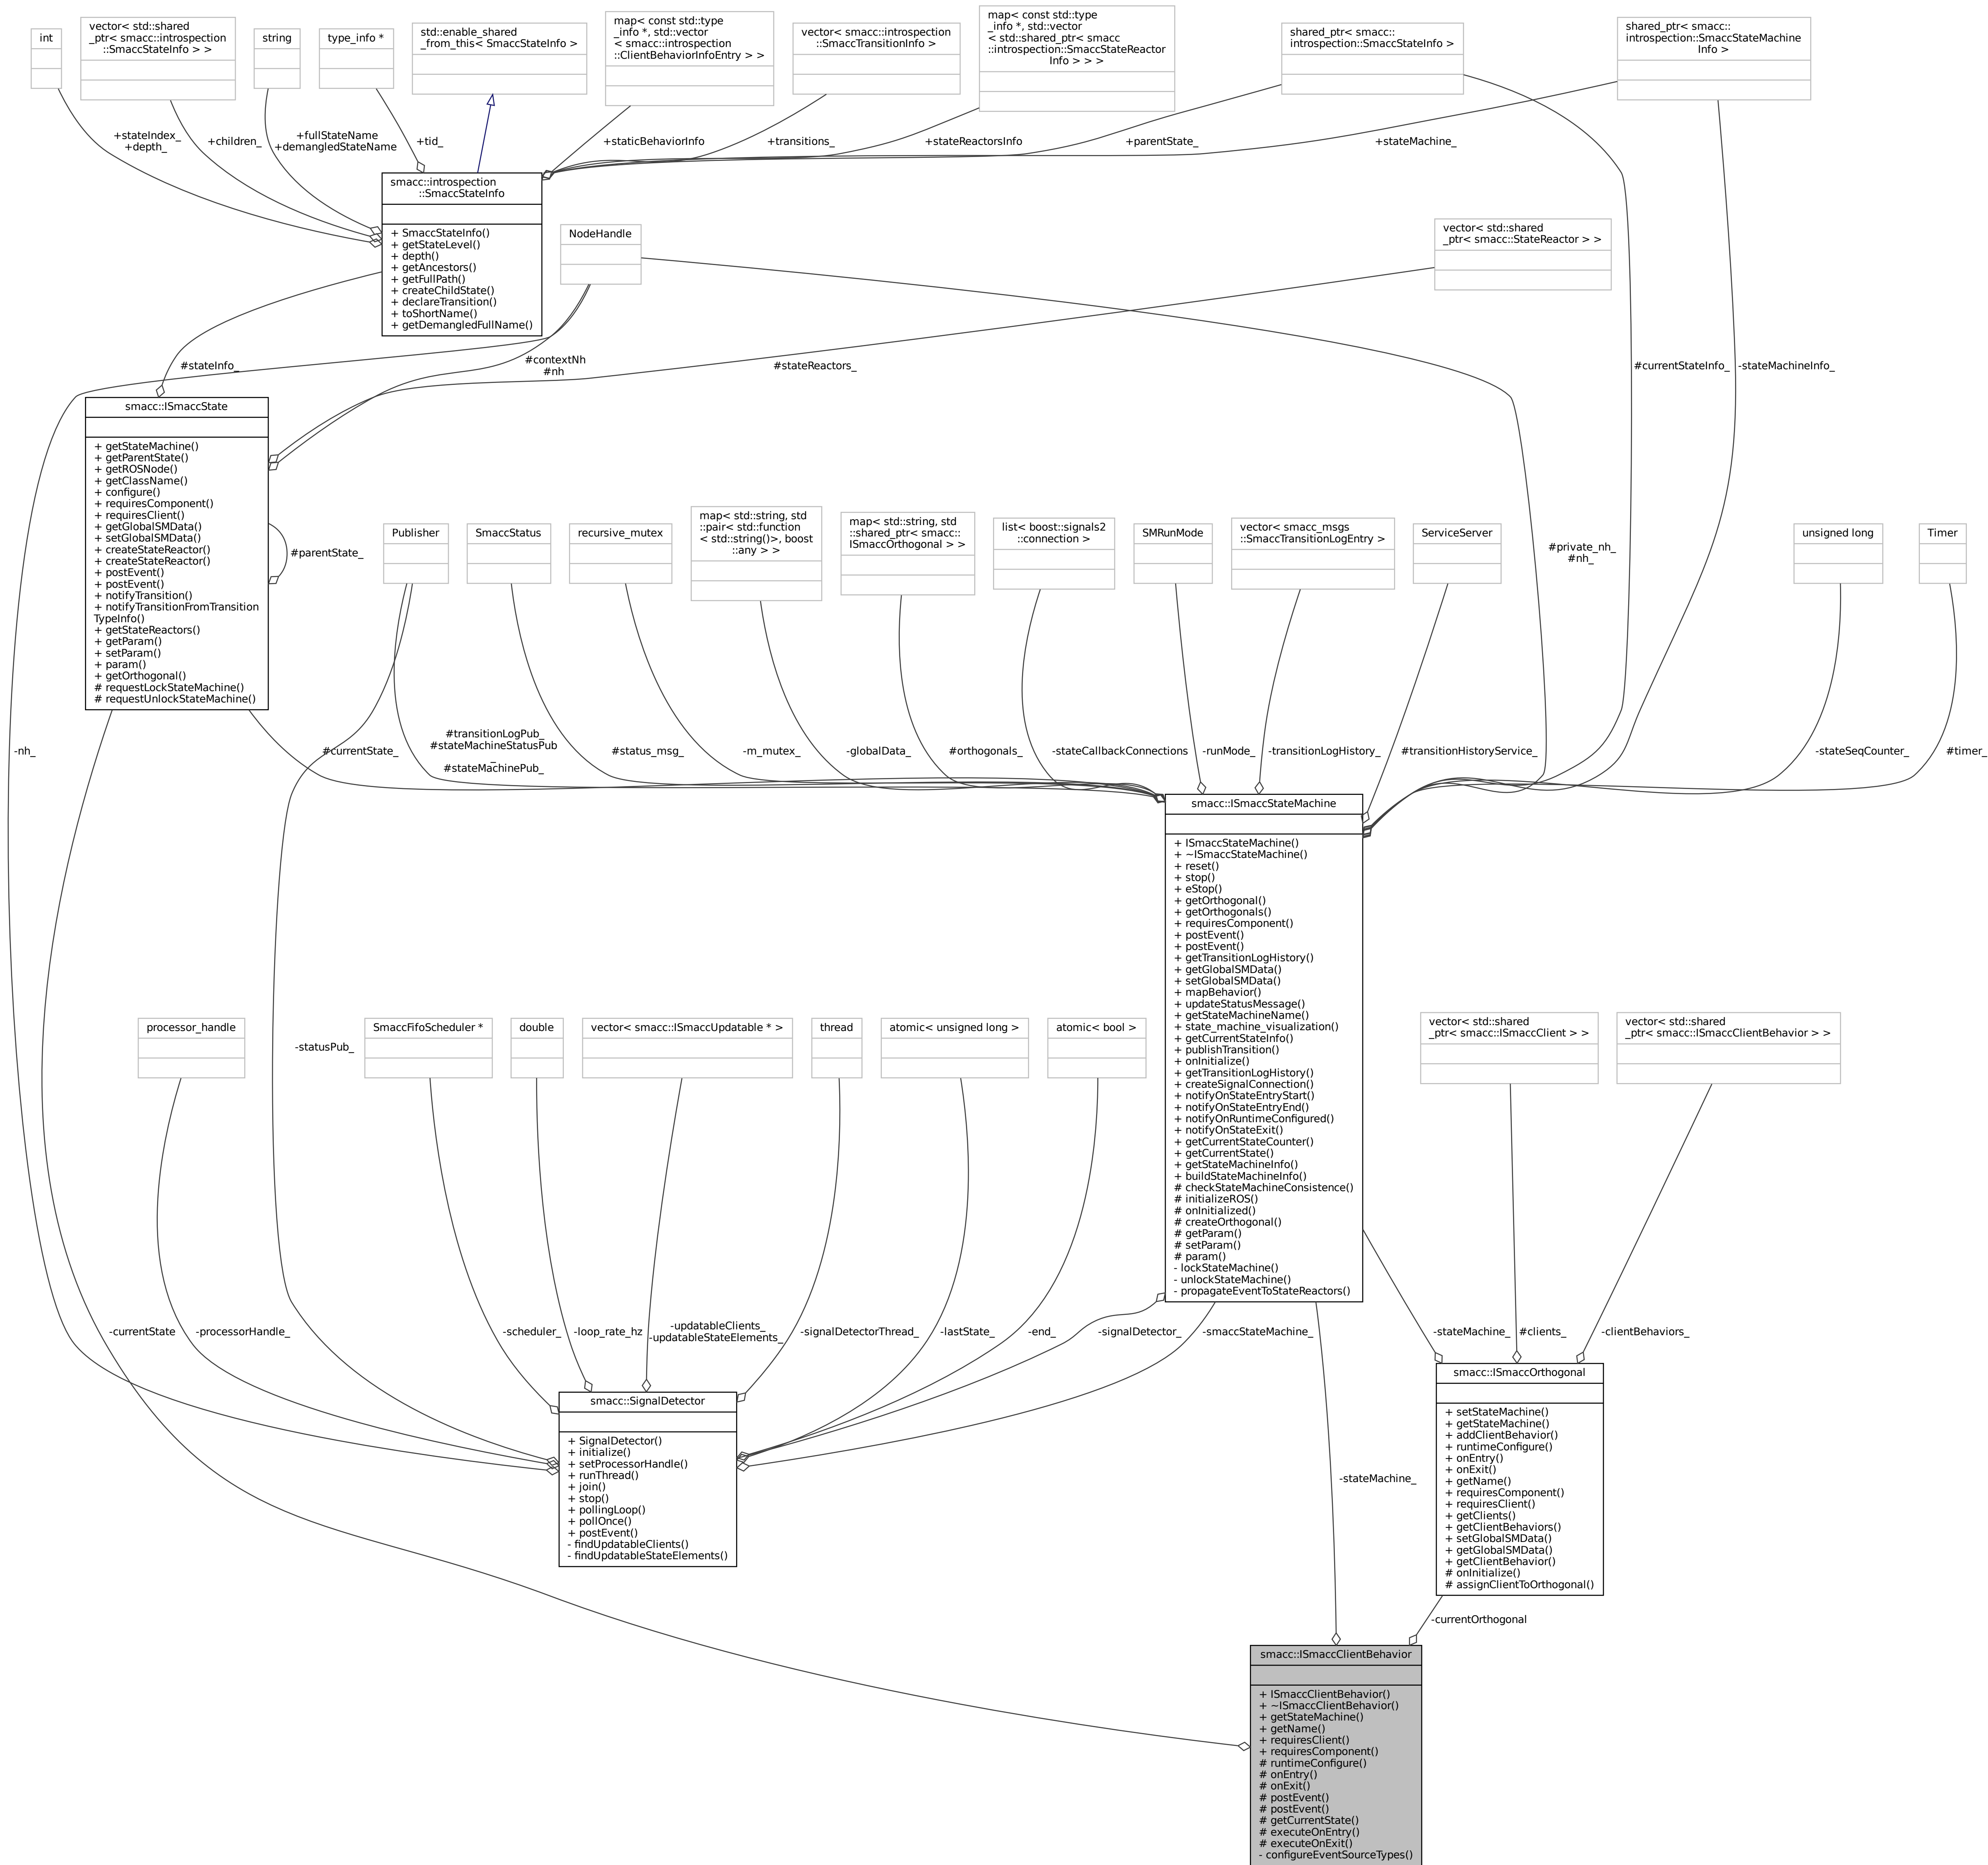 int
vector< std::shared
_ptr< smacc::introspection
::SmaccStateInfo > >
string
type_info *
std::enable_shared
_from_this< SmaccStateInfo >
map< const std::type
_info *, std::vector
< smacc::introspection
::ClientBehaviorInfoEntry > >
vector< smacc::introspection
::SmaccTransitionInfo >
map< const std::type
_info *, std::vector
< std::shared_ptr< smacc
::introspection::SmaccStateReactor
Info > > >
shared_ptr< smacc::
introspection::SmaccStateInfo >
shared_ptr< smacc::
introspection::SmaccStateMachine
Info >
+stateIndex_
+depth_
+children_
+fullStateName
+demangledStateName
+tid_
+staticBehaviorInfo
+transitions_
+stateReactorsInfo
+parentState_
+stateMachine_
smacc::introspection
::SmaccStateInfo
+ SmaccStateInfo()
+ getStateLevel()
+ depth()
+ getAncestors()
+ getFullPath()
+ createChildState()
+ declareTransition()
+ toShortName()
+ getDemangledFullName()
NodeHandle
vector< std::shared
_ptr< smacc::StateReactor > >
#stateInfo_
#contextNh
#nh
#stateReactors_
#currentStateInfo_
-stateMachineInfo_
smacc::ISmaccState
+ getStateMachine()
+ getParentState()
+ getROSNode()
+ getClassName()
+ configure()
+ requiresComponent()
+ requiresClient()
+ getGlobalSMData()
+ setGlobalSMData()
+ createStateReactor()
+ createStateReactor()
+ postEvent()
+ postEvent()
+ notifyTransition()
+ notifyTransitionFromTransition
TypeInfo()
+ getStateReactors()
+ getParam()
+ setParam()
+ param()
+ getOrthogonal()
# requestLockStateMachine()
# requestUnlockStateMachine()
#parentState_
Publisher
SmaccStatus
recursive_mutex
map< std::string, std
::pair< std::function
< std::string()>, boost
::any > >
map< std::string, std
::shared_ptr< smacc::
ISmaccOrthogonal > >
list< boost::signals2
::connection >
SMRunMode
vector< smacc_msgs
::SmaccTransitionLogEntry >
ServiceServer
#private_nh_
#nh_
unsigned long
Timer
-nh_
#currentState_
#transitionLogPub_
#stateMachineStatusPub
_
#stateMachinePub_
#status_msg_
-m_mutex_
-globalData_
#orthogonals_
-stateCallbackConnections
-runMode_
-transitionLogHistory_
#transitionHistoryService_
-stateSeqCounter_
#timer_
smacc::ISmaccStateMachine
+ ISmaccStateMachine()
+ ~ISmaccStateMachine()
+ reset()
+ stop()
+ eStop()
+ getOrthogonal()
+ getOrthogonals()
+ requiresComponent()
+ postEvent()
+ postEvent()
+ getTransitionLogHistory()
+ getGlobalSMData()
+ setGlobalSMData()
+ mapBehavior()
+ updateStatusMessage()
+ getStateMachineName()
+ state_machine_visualization()
+ getCurrentStateInfo()
+ publishTransition()
+ onInitialize()
+ getTransitionLogHistory()
+ createSignalConnection()
+ notifyOnStateEntryStart()
+ notifyOnStateEntryEnd()
+ notifyOnRuntimeConfigured()
+ notifyOnStateExit()
+ getCurrentStateCounter()
+ getCurrentState()
+ getStateMachineInfo()
+ buildStateMachineInfo()
# checkStateMachineConsistence()
# initializeROS()
# onInitialized()
# createOrthogonal()
# getParam()
# setParam()
# param()
- lockStateMachine()
- unlockStateMachine()
- propagateEventToStateReactors()
processor_handle
-statusPub_
SmaccFifoScheduler *
double
vector< smacc::ISmaccUpdatable * >
thread
atomic< unsigned long >
atomic< bool >
vector< std::shared
_ptr< smacc::ISmaccClient > >
vector< std::shared
_ptr< smacc::ISmaccClientBehavior > >
-currentState
-processorHandle_
-scheduler_
-loop_rate_hz
-updatableClients_
-updatableStateElements_
-signalDetectorThread_
-lastState_
-end_
-signalDetector_
-smaccStateMachine_
-stateMachine_
#clients_
-clientBehaviors_
smacc::SignalDetector
+ SignalDetector()
+ initialize()
+ setProcessorHandle()
+ runThread()
+ join()
+ stop()
+ pollingLoop()
+ pollOnce()
+ postEvent()
- findUpdatableClients()
- findUpdatableStateElements()
-stateMachine_
smacc::ISmaccOrthogonal
+ setStateMachine()
+ getStateMachine()
+ addClientBehavior()
+ runtimeConfigure()
+ onEntry()
+ onExit()
+ getName()
+ requiresComponent()
+ requiresClient()
+ getClients()
+ getClientBehaviors()
+ setGlobalSMData()
+ getGlobalSMData()
+ getClientBehavior()
# onInitialize()
# assignClientToOrthogonal()
-currentOrthogonal
smacc::ISmaccClientBehavior
+ ISmaccClientBehavior()
+ ~ISmaccClientBehavior()
+ getStateMachine()
+ getName()
+ requiresClient()
+ requiresComponent()
# runtimeConfigure()
# onEntry()
# onExit()
# postEvent()
# postEvent()
# getCurrentState()
# executeOnEntry()
# executeOnExit()
- configureEventSourceTypes()